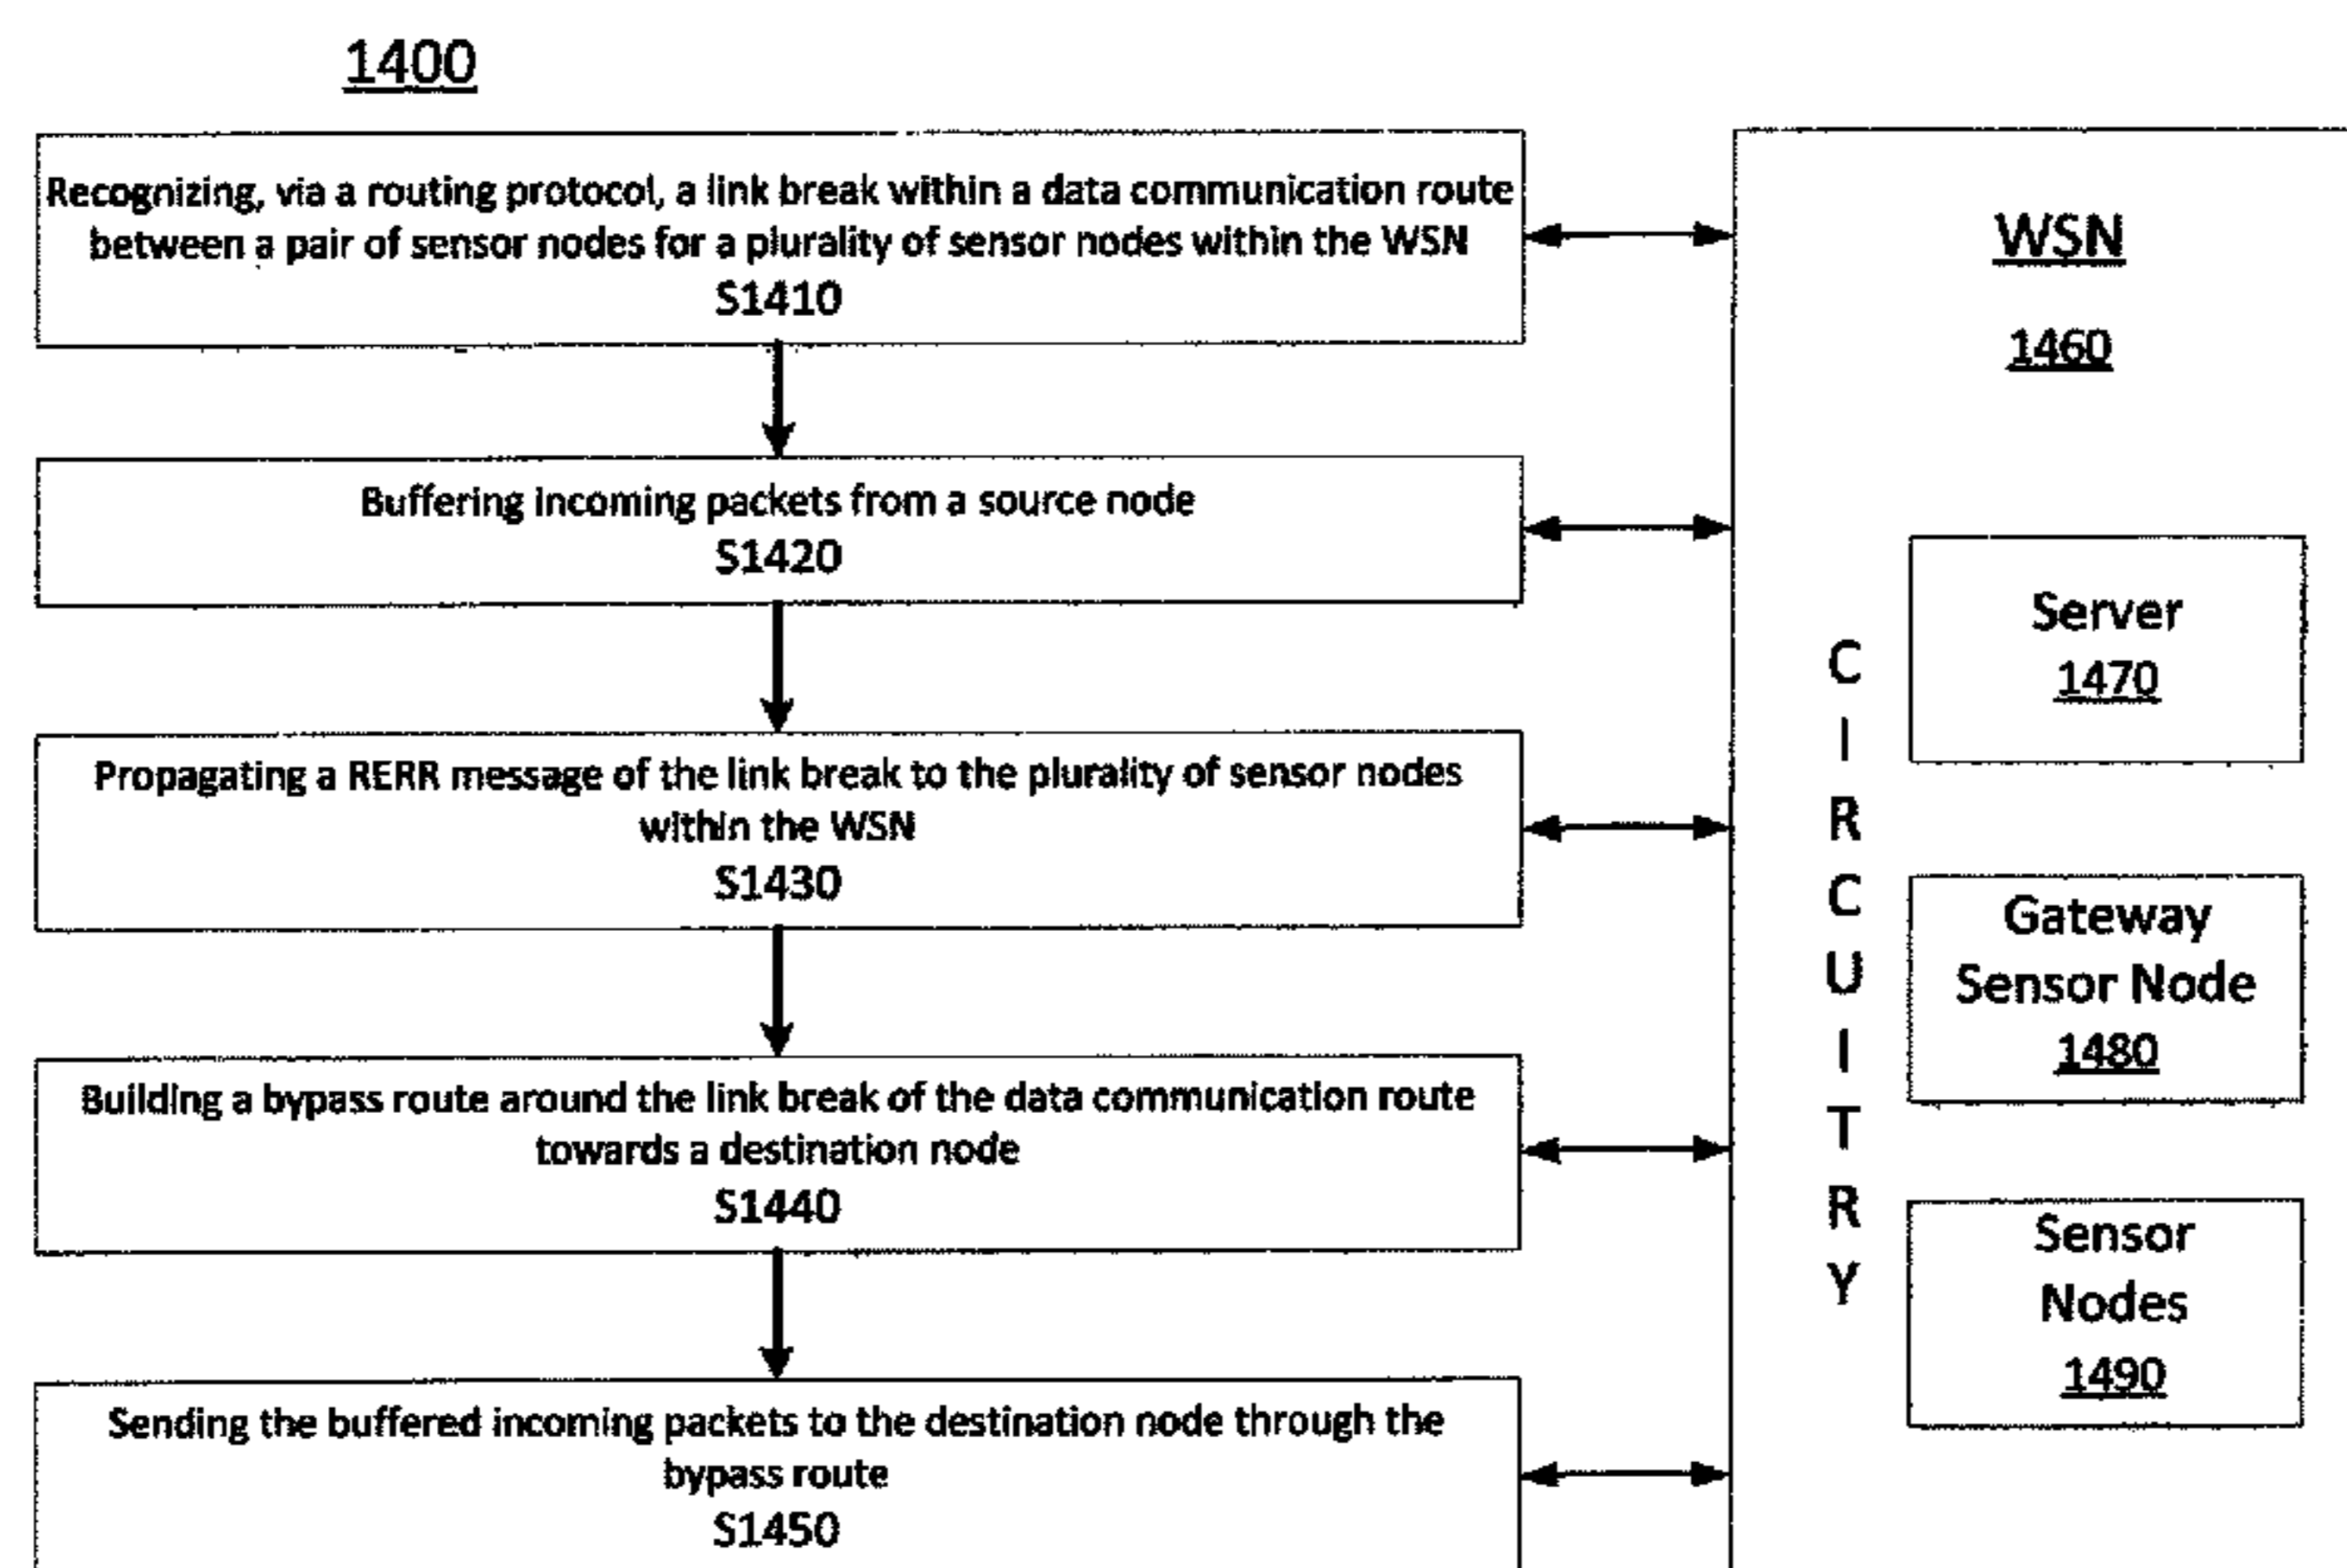 1400
Recognizing, via a routing protocol, a link break within a data communication route
between a pair of sensor nodes for a plurality of sensor nodes within the WSN
S1410
Buffering incoming packets from a source node
S1420
Propagating a RERR message of the link break to the plurality of sensor nodes
within the WSN
S1430
Building a bypass route around the link break of the data communication route
towards a destination node
S1440
Sending the buffered incoming packets to the destination node through the
bypass route
S1450
WSN
1460
CIRCUITRY
Server
1470
Gateway
Sensor Node
1480
Sensor
Nodes
1490